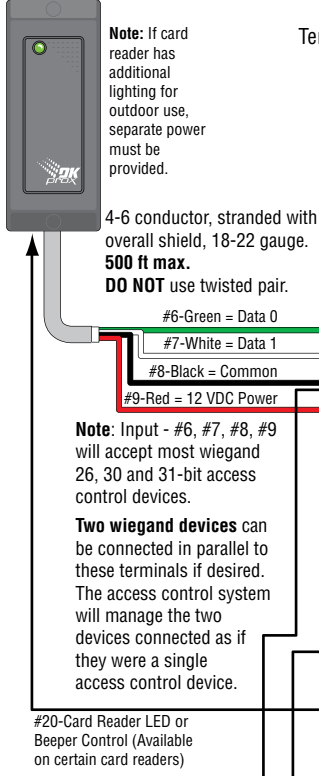 Note: If card
reader has
additional
lighting for
outdoor use,
separate power
must be
provided.
Ter
DK
prox
4-6 conductor, stranded with
overall shield, 18-22 gauge.
500 ft max.
DO NOT use twisted pair.
#6-Green = Data 0
#7-White = Data 1
#8-Black = Common
#9-Red = 12 VDC Power
Note: Input - #6, #7, #8, #9
will accept most wiegand
26, 30 and 31-bit access
control devices.
Two wiegand devices can
be connected in parallel to
these terminals if desired.
The access control system
will manage the two
devices connected as if
they were a single
access control device.
#20-Card Reader LED or
Beeper Control (Available
on certain card readers)